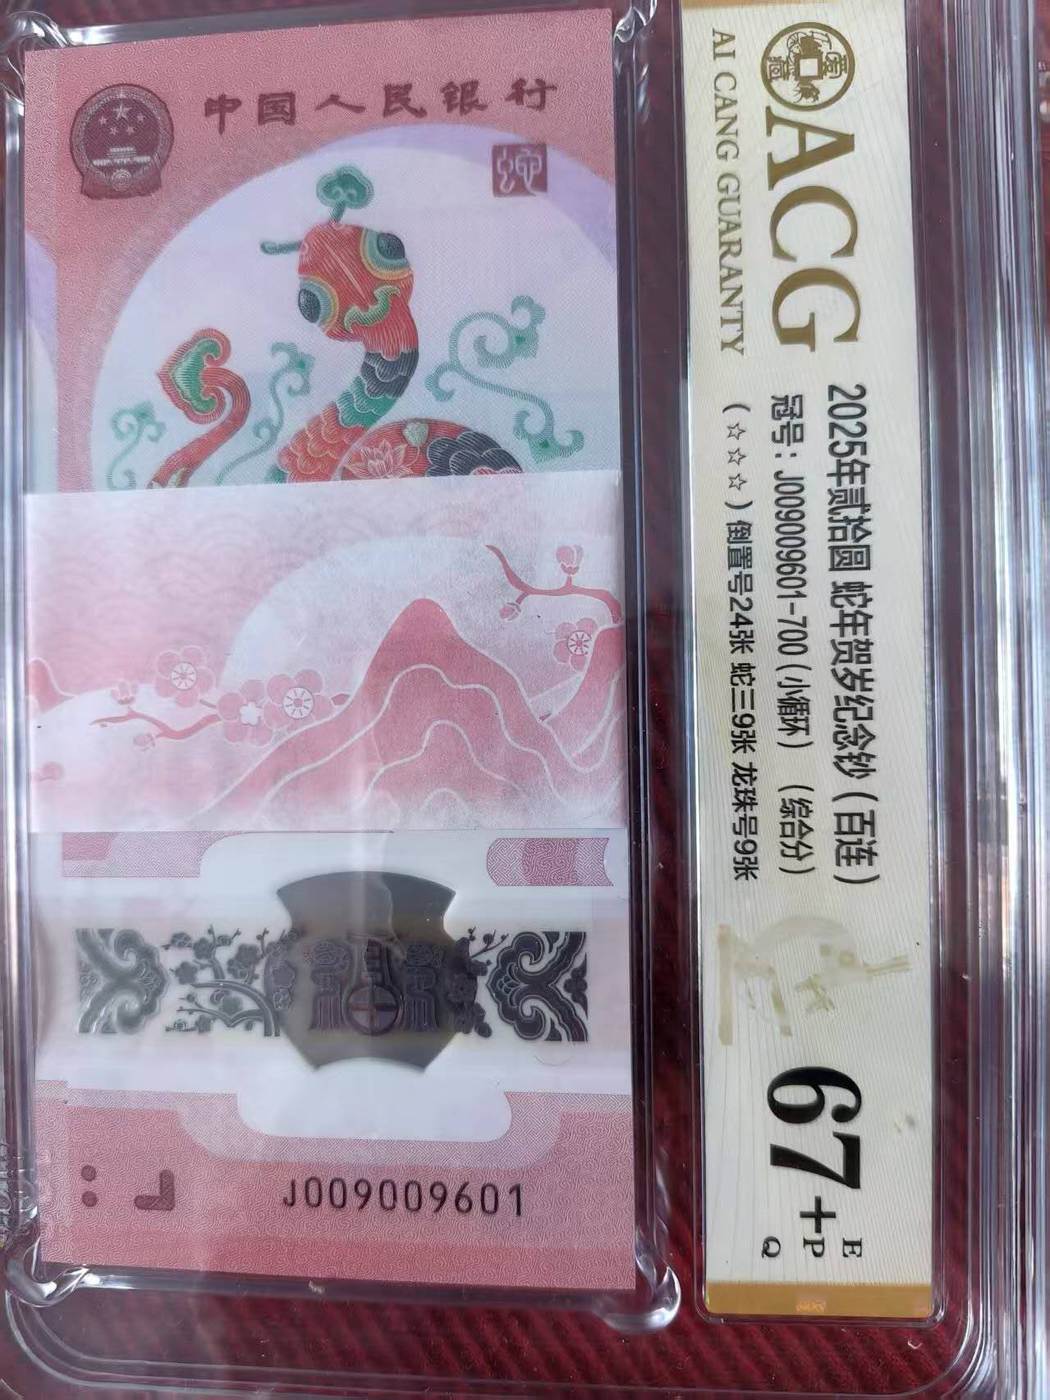 中国人民银行
J009009601
ACG
AI CANG GUARANTY
2025年贰拾圆 蛇年贺岁纪念钞（百连）
冠号：J009009601-700（小循环）（综合分）
（☆☆☆）倒置号24张 蛇三9张 龙珠号9张
67+
E
P
Q